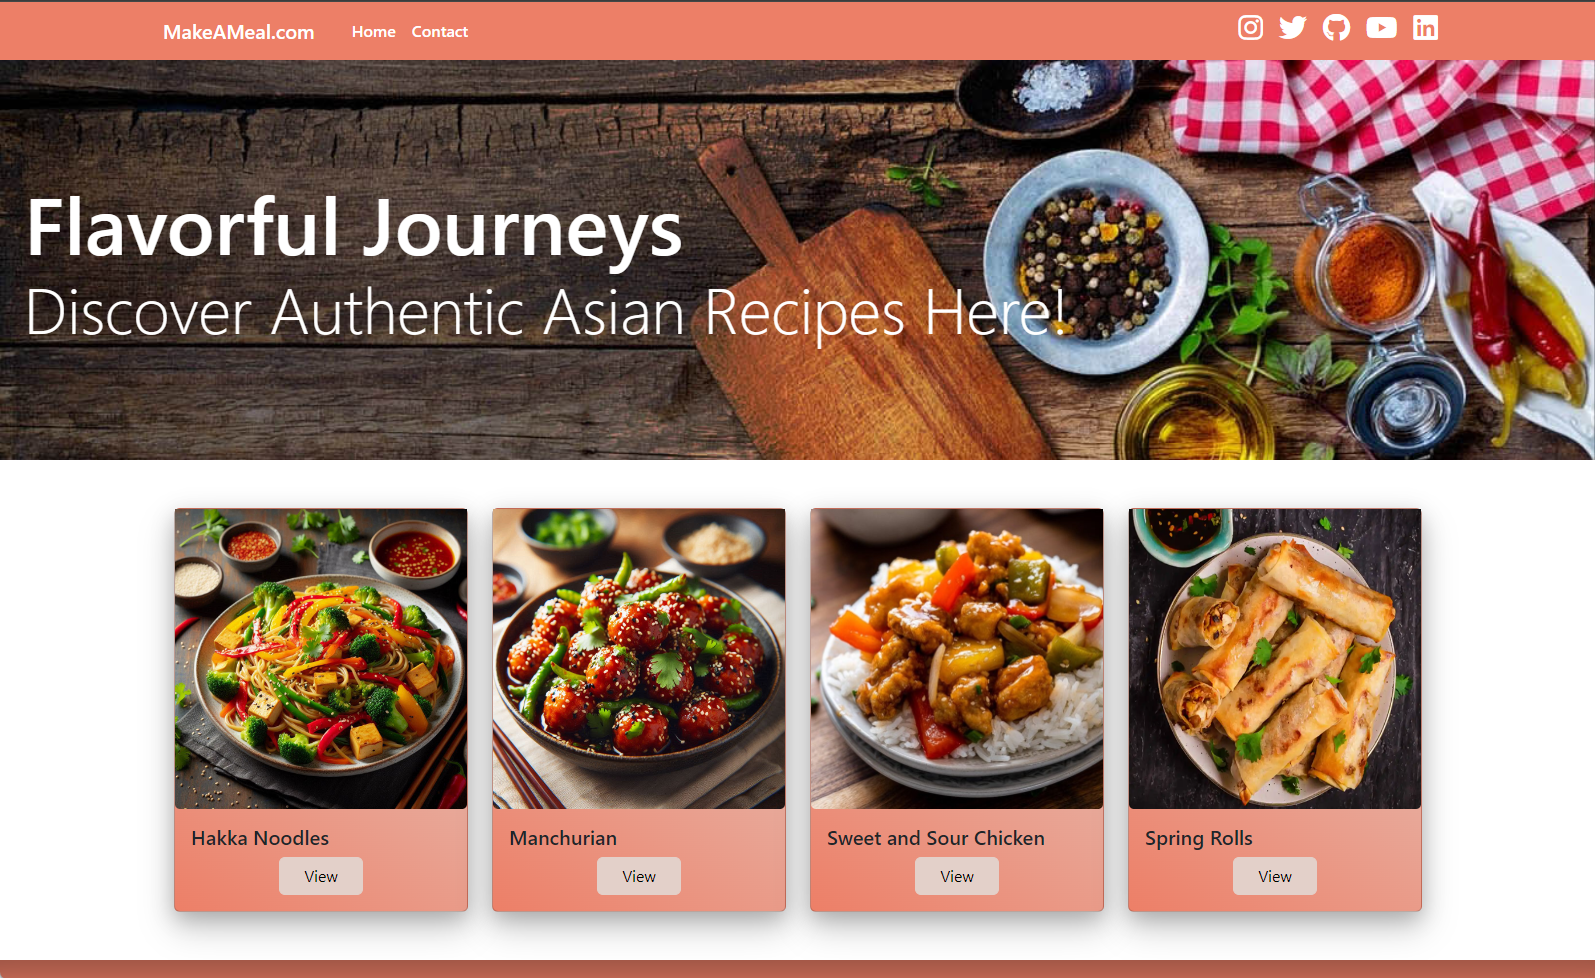 MakeAMeal.com Home Contact
Flavorful Journeys
Discover Authentic Asian Recipes Here!
Hakka Noodles
View
Manchurian
View
Sweet and Sour Chicken
View
Spring Rolls
View